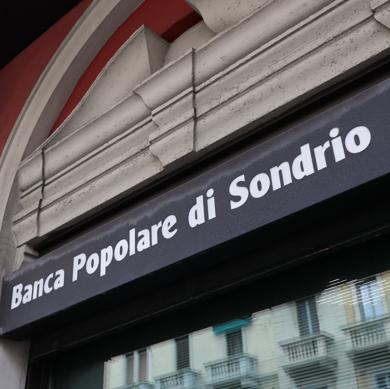 Banca Popolare di Sondrio